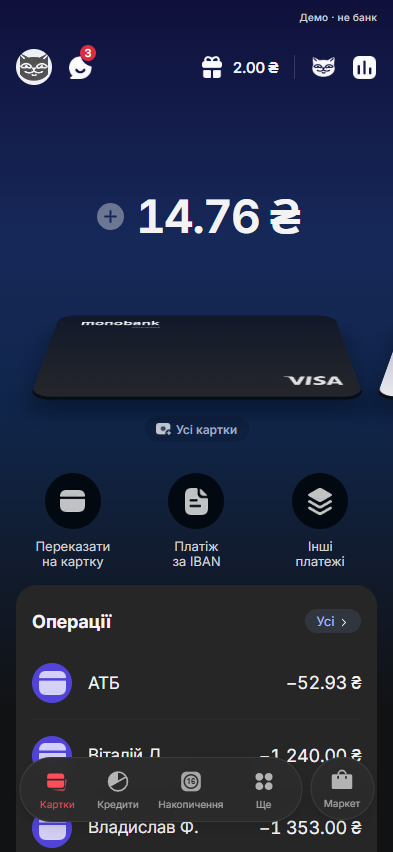 Демо · не банк
3
2.00 ₴
14.76 ₴
monobank
VISA
Усі картки
Переказати
на картку
Платіж
за IBAN
Інші
платежі
Операції
Усі
АТБ
−52.93 ₴
Віталій Л.
−1 240.00 ₴
16
Картки
Кредити
Накопичення
Ще
Маркет
Владислав Ф.
−1 353.00 ₴